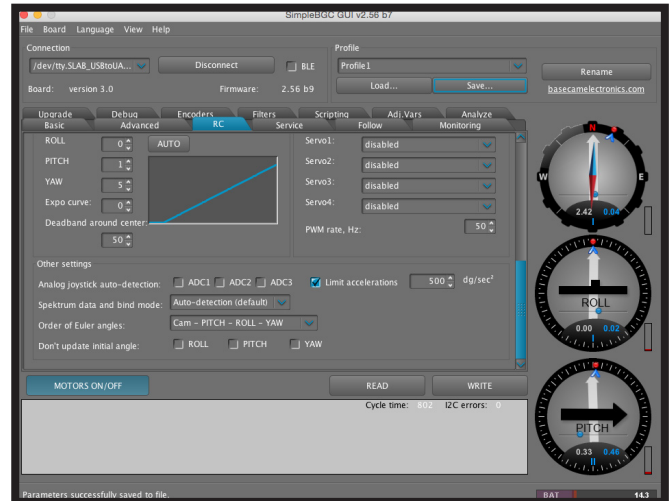 SimpleBGC GUI v2.56 b7
File Board Language View Help
Connection
/dev/tty.SLAB_USBtoUA...
Disconnect
BLE
Board: version 3.0
Firmware: 2.56 b9
Profile
Profile1
Load...
Save...
Rename
basecamelectronics.com
Upgrade Debug Encoders Filters Scripting Adj.Vars Analyze
Basic Advanced RC Service Follow Monitoring
ROLL 0 AUTO
PITCH 1
YAW 5
Expo curve: 0
Deadband around center:
50
Servo1: disabled
Servo2: disabled
Servo3: disabled
Servo4: disabled
PWM rate, Hz: 50
Other settings
Analog joystick auto-detection: ADC1 ADC2 ADC3 Limit accelerations 500 dg/sec²
Spektrum data and bind mode: Auto-detection (default)
Order of Euler angles: Cam - PITCH - ROLL - YAW
Don't update initial angle: ROLL PITCH YAW
MOTORS ON/OFF
READ
WRITE
Cycle time: 802 I2C errors: 0
N
W E
2.42 0.04
I
ROLL
0.00 0.02
I
PITCH
0.33 0.46
II
Parameters successfully saved to file.
BAT 14.3